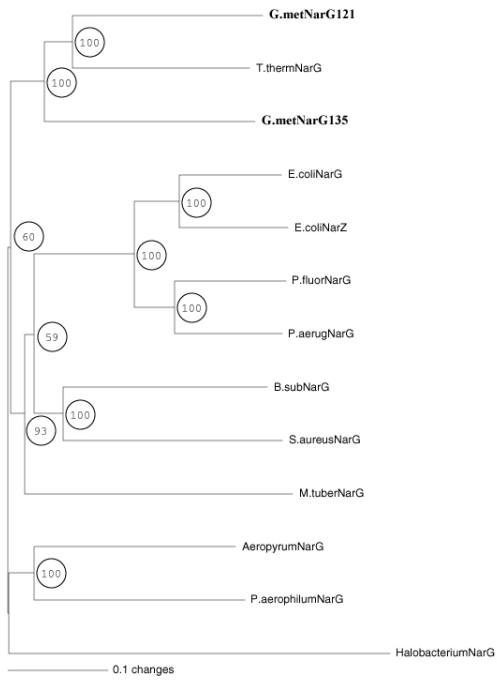 G.metNarG121
100
T.thermNarG
100
G.metNarG135
E.coliNarG
100
E.coliNarZ
60
100
P.fluorNarG
100
P.aerugNarG
59
B.subNarG
100
93
S.aureusNarG
M.tuberNarG
AeropyrumNarG
100
P.aerophilumNarG
HalobacteriumNarG
0.1 changes